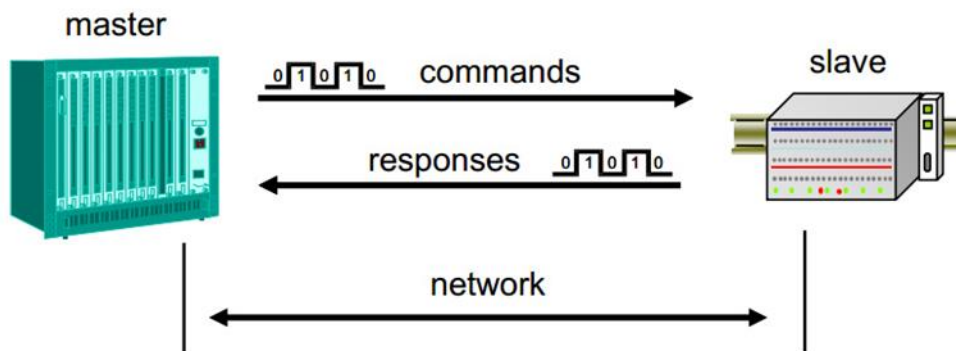 master
0 1 0 1 0
commands
slave
responses
0 1 0 1 0
network